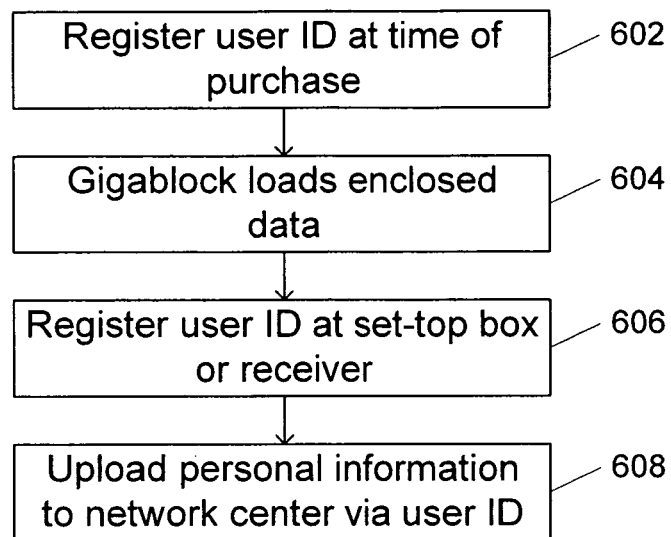 Register user ID at time of
purchase
602
Gigablock loads enclosed
data
604
Register user ID at set-top box
or receiver
606
Upload personal information
to network center via user ID
608